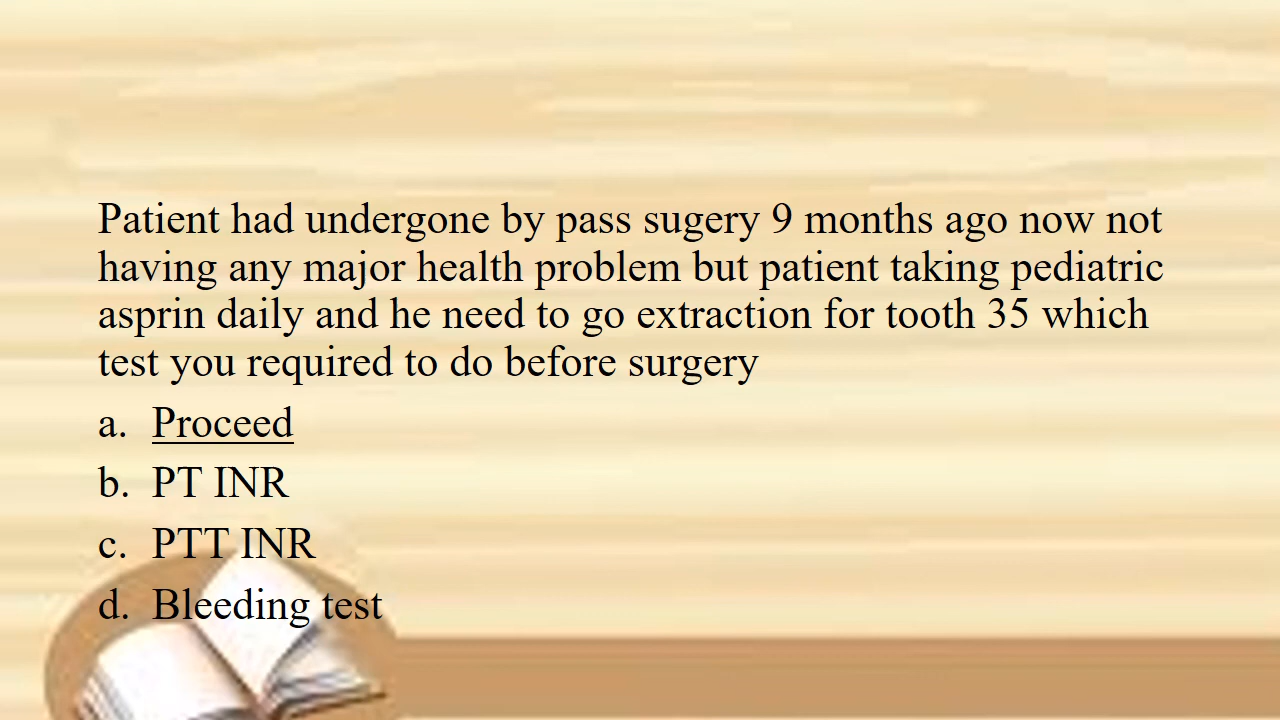 Patient had undergone by pass sugery 9 months ago now not
having any major health problem but patient taking pediatric
asprin daily and he need to go extraction for tooth 35 which
test you required to do before surgery
a. Proceed
b. PT INR
c. PTT INR
d. Bleeding test